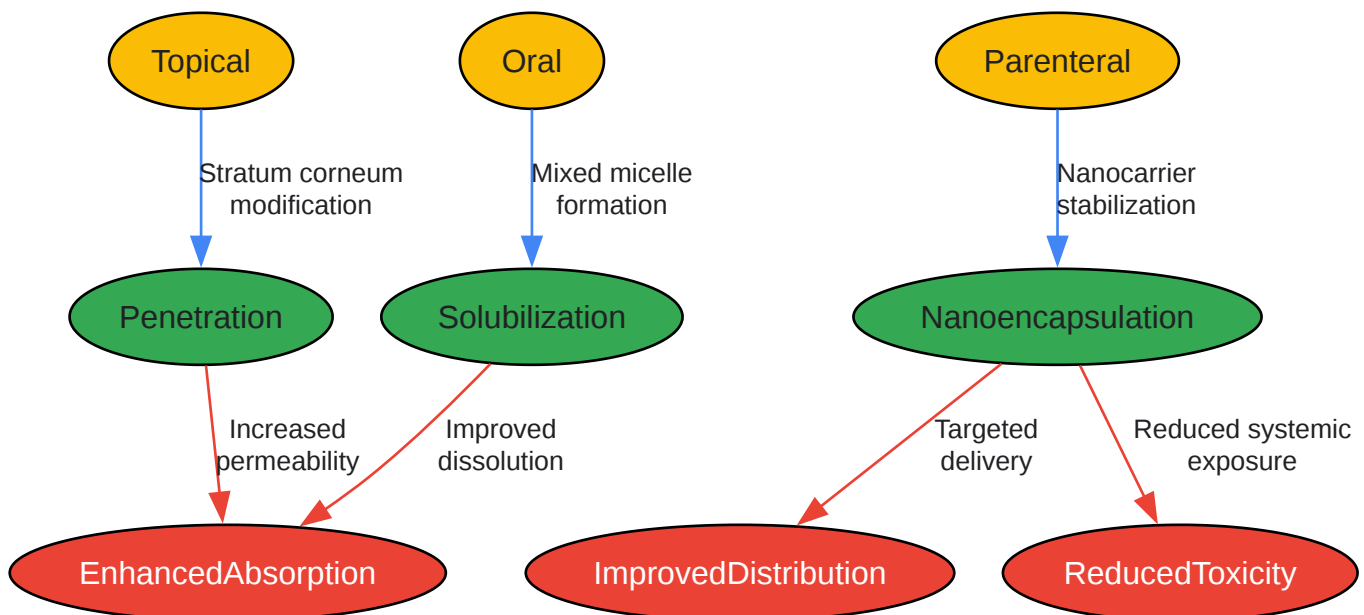 Topical
Oral
Parenteral
Stratum corneum
modification
Mixed micelle
formation
Nanocarrier
stabilization
Penetration
Solubilization
Nanoencapsulation
Increased
permeability
Improved
dissolution
Targeted
delivery
Reduced systemic
exposure
EnhancedAbsorption
ImprovedDistribution
ReducedToxicity